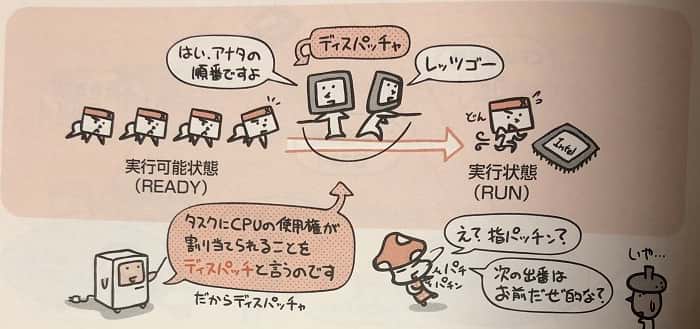 はい、アナタの
順番ですよ
ディスパッチャ
レッツゴー
どん
Intel
実行可能状態
(READY)
実行状態
(RUN)
タスクにCPUの使用権が
割り当てられることを
ディスパッチと言うのです
だからディスパッチャ
えて 指パッチン?
パチ
パチン
次の出番は
お前だぜ的な?
いや…